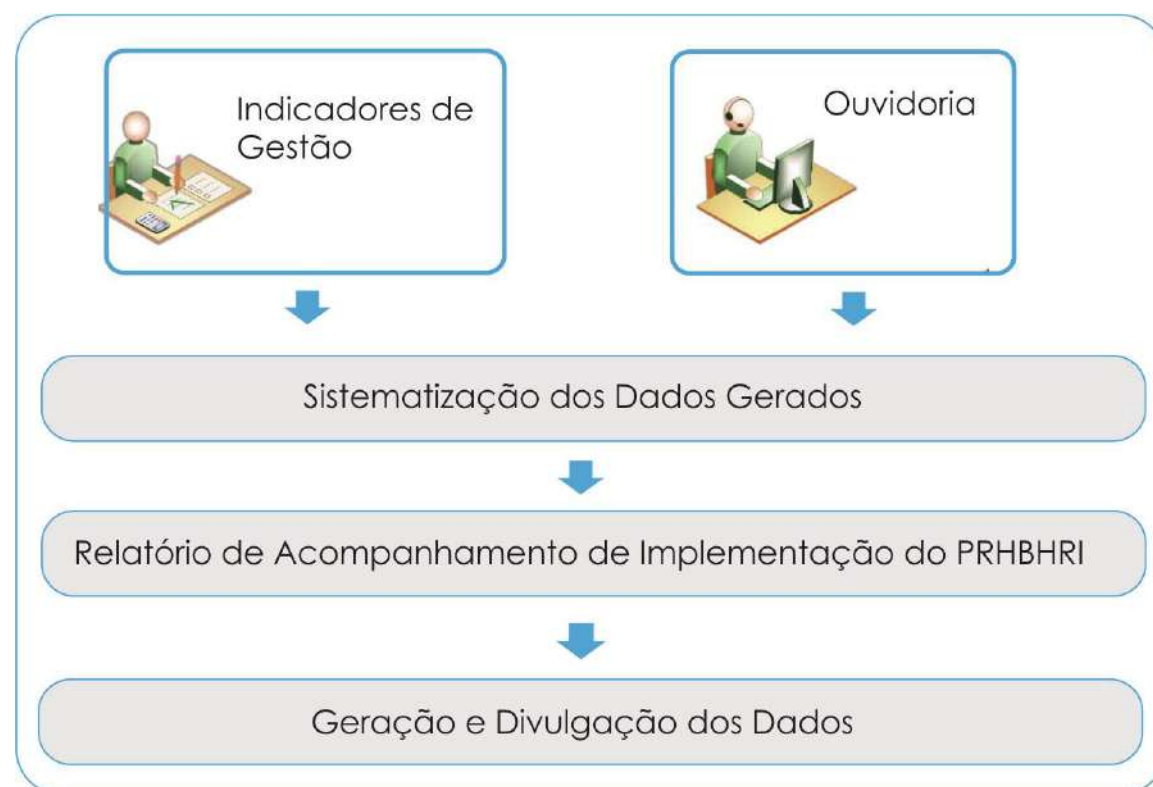 Indicadores de
Gestão
Ouvidoria
Sistematização dos Dados Gerados
Relatório de Acompanhamento de Implementação do PRHBHRI
Geração e Divulgação dos Dados